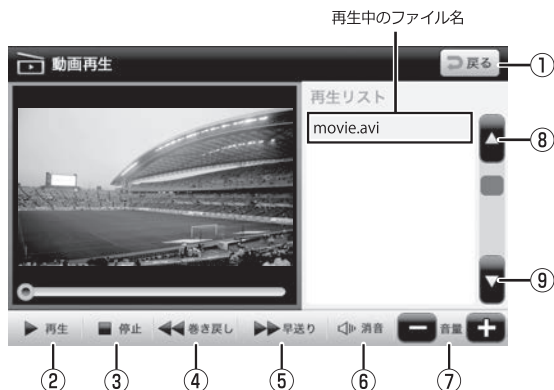 再生中のファイル名
動画再生
戻る
①
再生リスト
movie.avi
⑧
⑨
再生
停止
巻き戻し
早送り
消音
音量
②
③
④
⑤
⑥
⑦